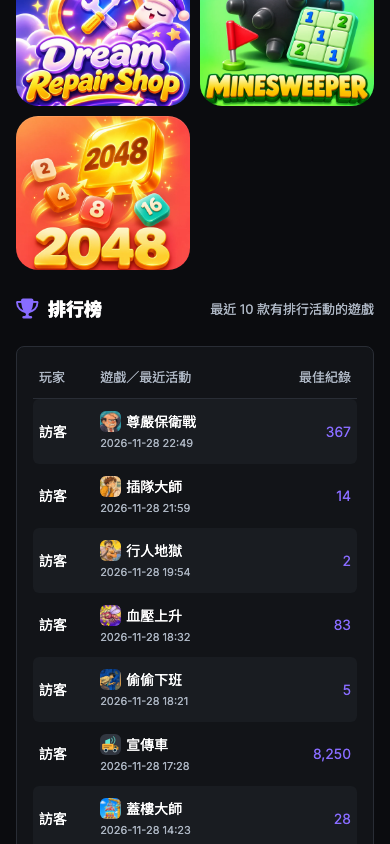 Dream
Repair Shop
1 2
2
1
MINESWEEPER
2048
2
4
8
16
2048
排行榜
最近 10 款有排行活動的遊戲
玩家 遊戲／最近活動 最佳紀錄
訪客 尊嚴保衛戰 367
2026-11-28 22:49
訪客 插隊大師 14
2026-11-28 21:59
訪客 行人地獄 2
2026-11-28 19:54
訪客 血壓上升 83
2026-11-28 18:32
訪客 偷偷下班 5
2026-11-28 18:21
訪客 宣傳車 8,250
2026-11-28 17:28
訪客 蓋樓大師 28
2026-11-28 14:23